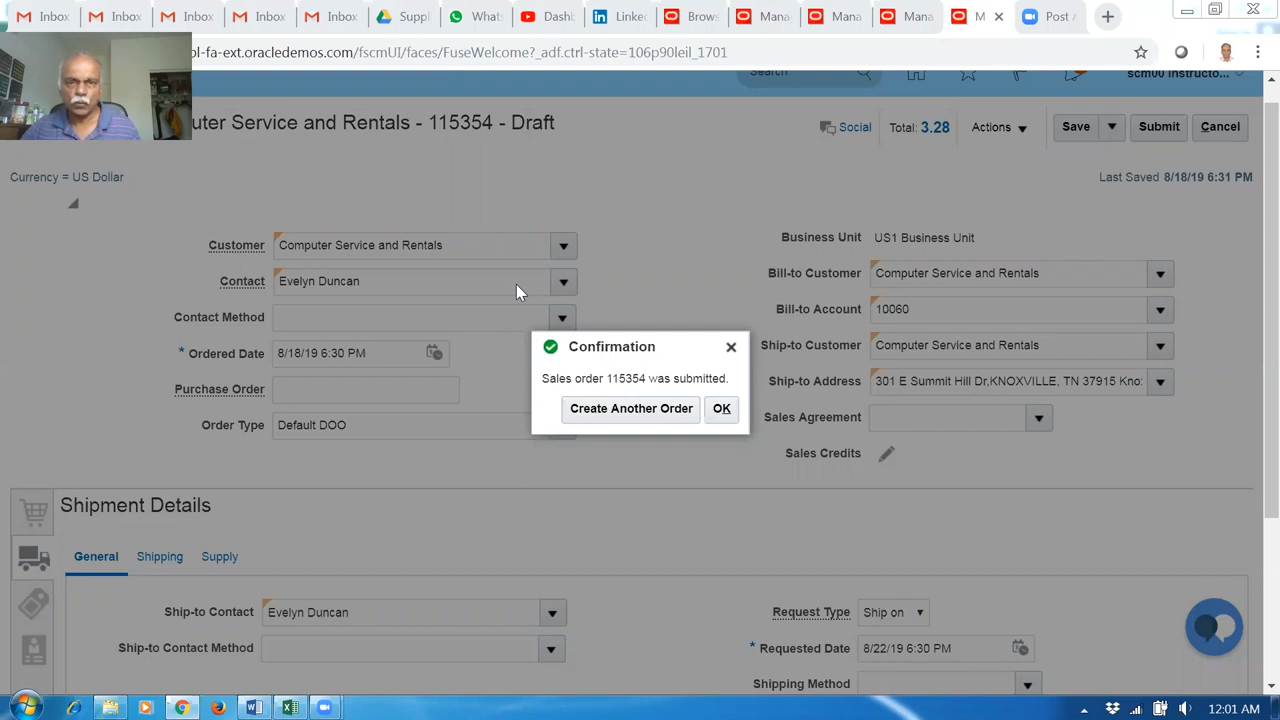 Inbox
Inbox
Inbox
Inbox
Inbox
Suppl
What
Dash
Linke
Brow
Mana
Mana
Mana
M
Post A
ol-fa-ext.oracledemos.com/fscmUI/faces/FuseWelcome?_adf.ctrl-state=106p90leil_1701
Search
scm00 Instructo...
uter Service and Rentals - 115354 - Draft
Social
Total: 3.28
Actions
Save
Submit
Cancel
Currency = US Dollar
Last Saved 8/18/19 6:31 PM
Customer
Computer Service and Rentals
Business Unit
US1 Business Unit
Contact
Evelyn Duncan
Bill-to Customer
Computer Service and Rentals
Contact Method
Bill-to Account
10060
* Ordered Date
8/18/19 6:30 PM
Confirmation
Ship-to Customer
Computer Service and Rentals
Purchase Order
Sales order 115354 was submitted.
Ship-to Address
301 E Summit Hill Dr,KNOXVILLE, TN 37915 Kno:
Create Another Order
OK
Order Type
Default DOO
Sales Agreement
Sales Credits
Shipment Details
General
Shipping
Supply
Ship-to Contact
Evelyn Duncan
Request Type
Ship on
Ship-to Contact Method
* Requested Date
8/22/19 6:30 PM
Shipping Method
12:01 AM